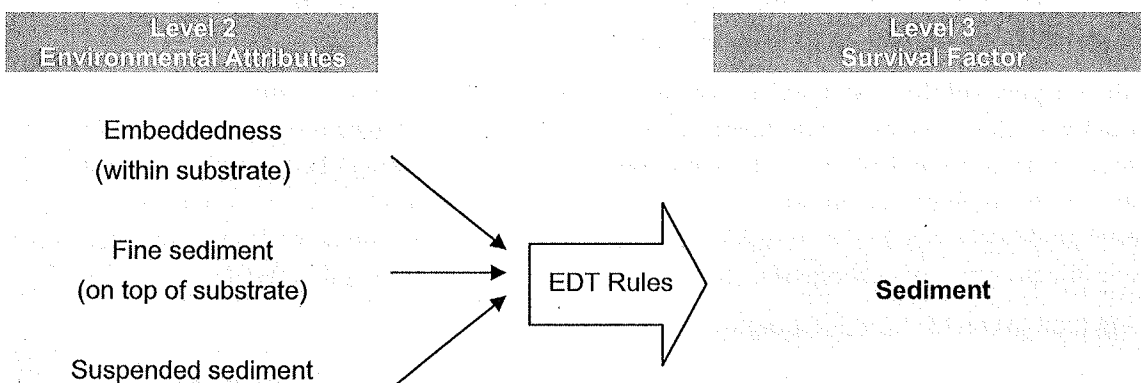 Level 2
Environmental Attributes
Level 3
Survival Factor
Embeddedness
(within substrate)
Fine sediment
(on top of substrate)
Suspended sediment
EDT Rules
Sediment